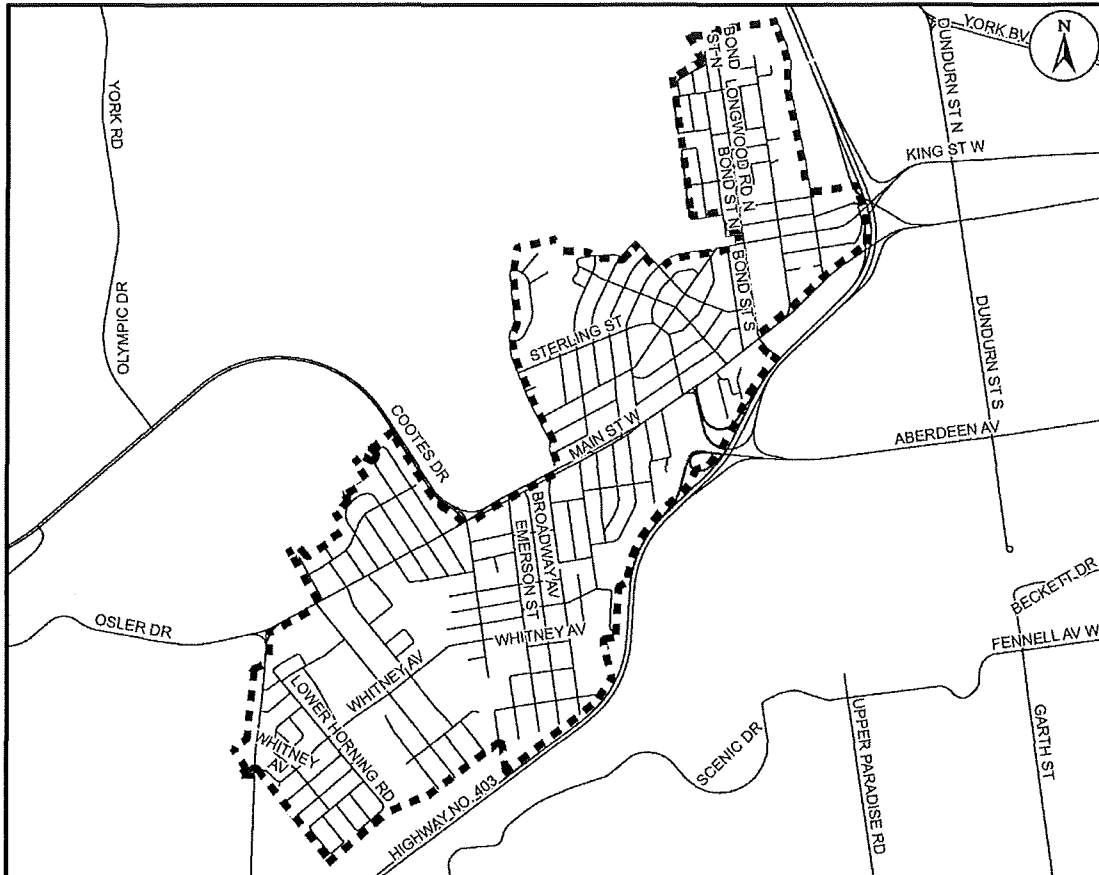 YORK BV
N
DUNDURN ST N
BOND
ST N
LONGWOOD RD N
BOND ST N
YORK RD
KING ST W
OLYMPIC DR
BOND ST S
STERLING ST
DUNDURN ST S
COOTES DR
MAIN ST W
ABERDEEN AV
BROADWAY AV
EMERSON ST
BECKETT DR
OSLER DR
WHITNEY AV
FENNELL AV W
WHITNEY AV
LOWER HORNING RD
WHITNEY
AV
SCENIC DR
UPPER PARADISE RD
GARTH ST
HIGHWAY NO. 403